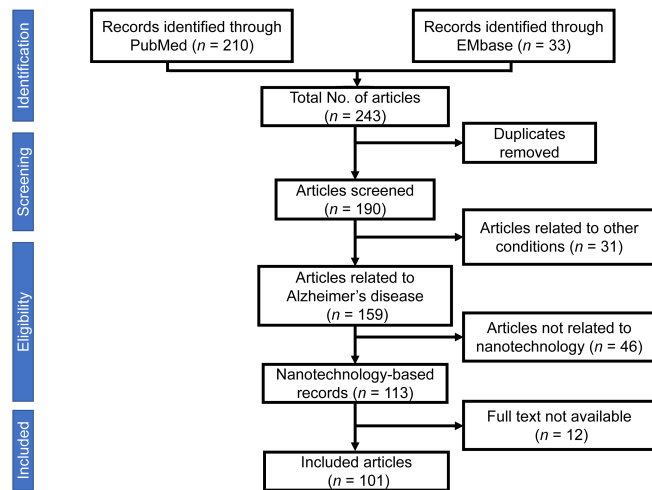 Identification
Records identified through
PubMed (n = 210)
Records identified through
EMbase (n = 33)
Total No. of articles
(n = 243)
Duplicates
removed
Screening
Articles screened
(n = 190)
Articles related to other
conditions (n = 31)
Eligibility
Articles related to
Alzheimer's disease
(n = 159)
Articles not related to
nanotechnology (n = 46)
Nanotechnology-based
records (n = 113)
Full text not available
(n = 12)
Included
Included articles
(n = 101)